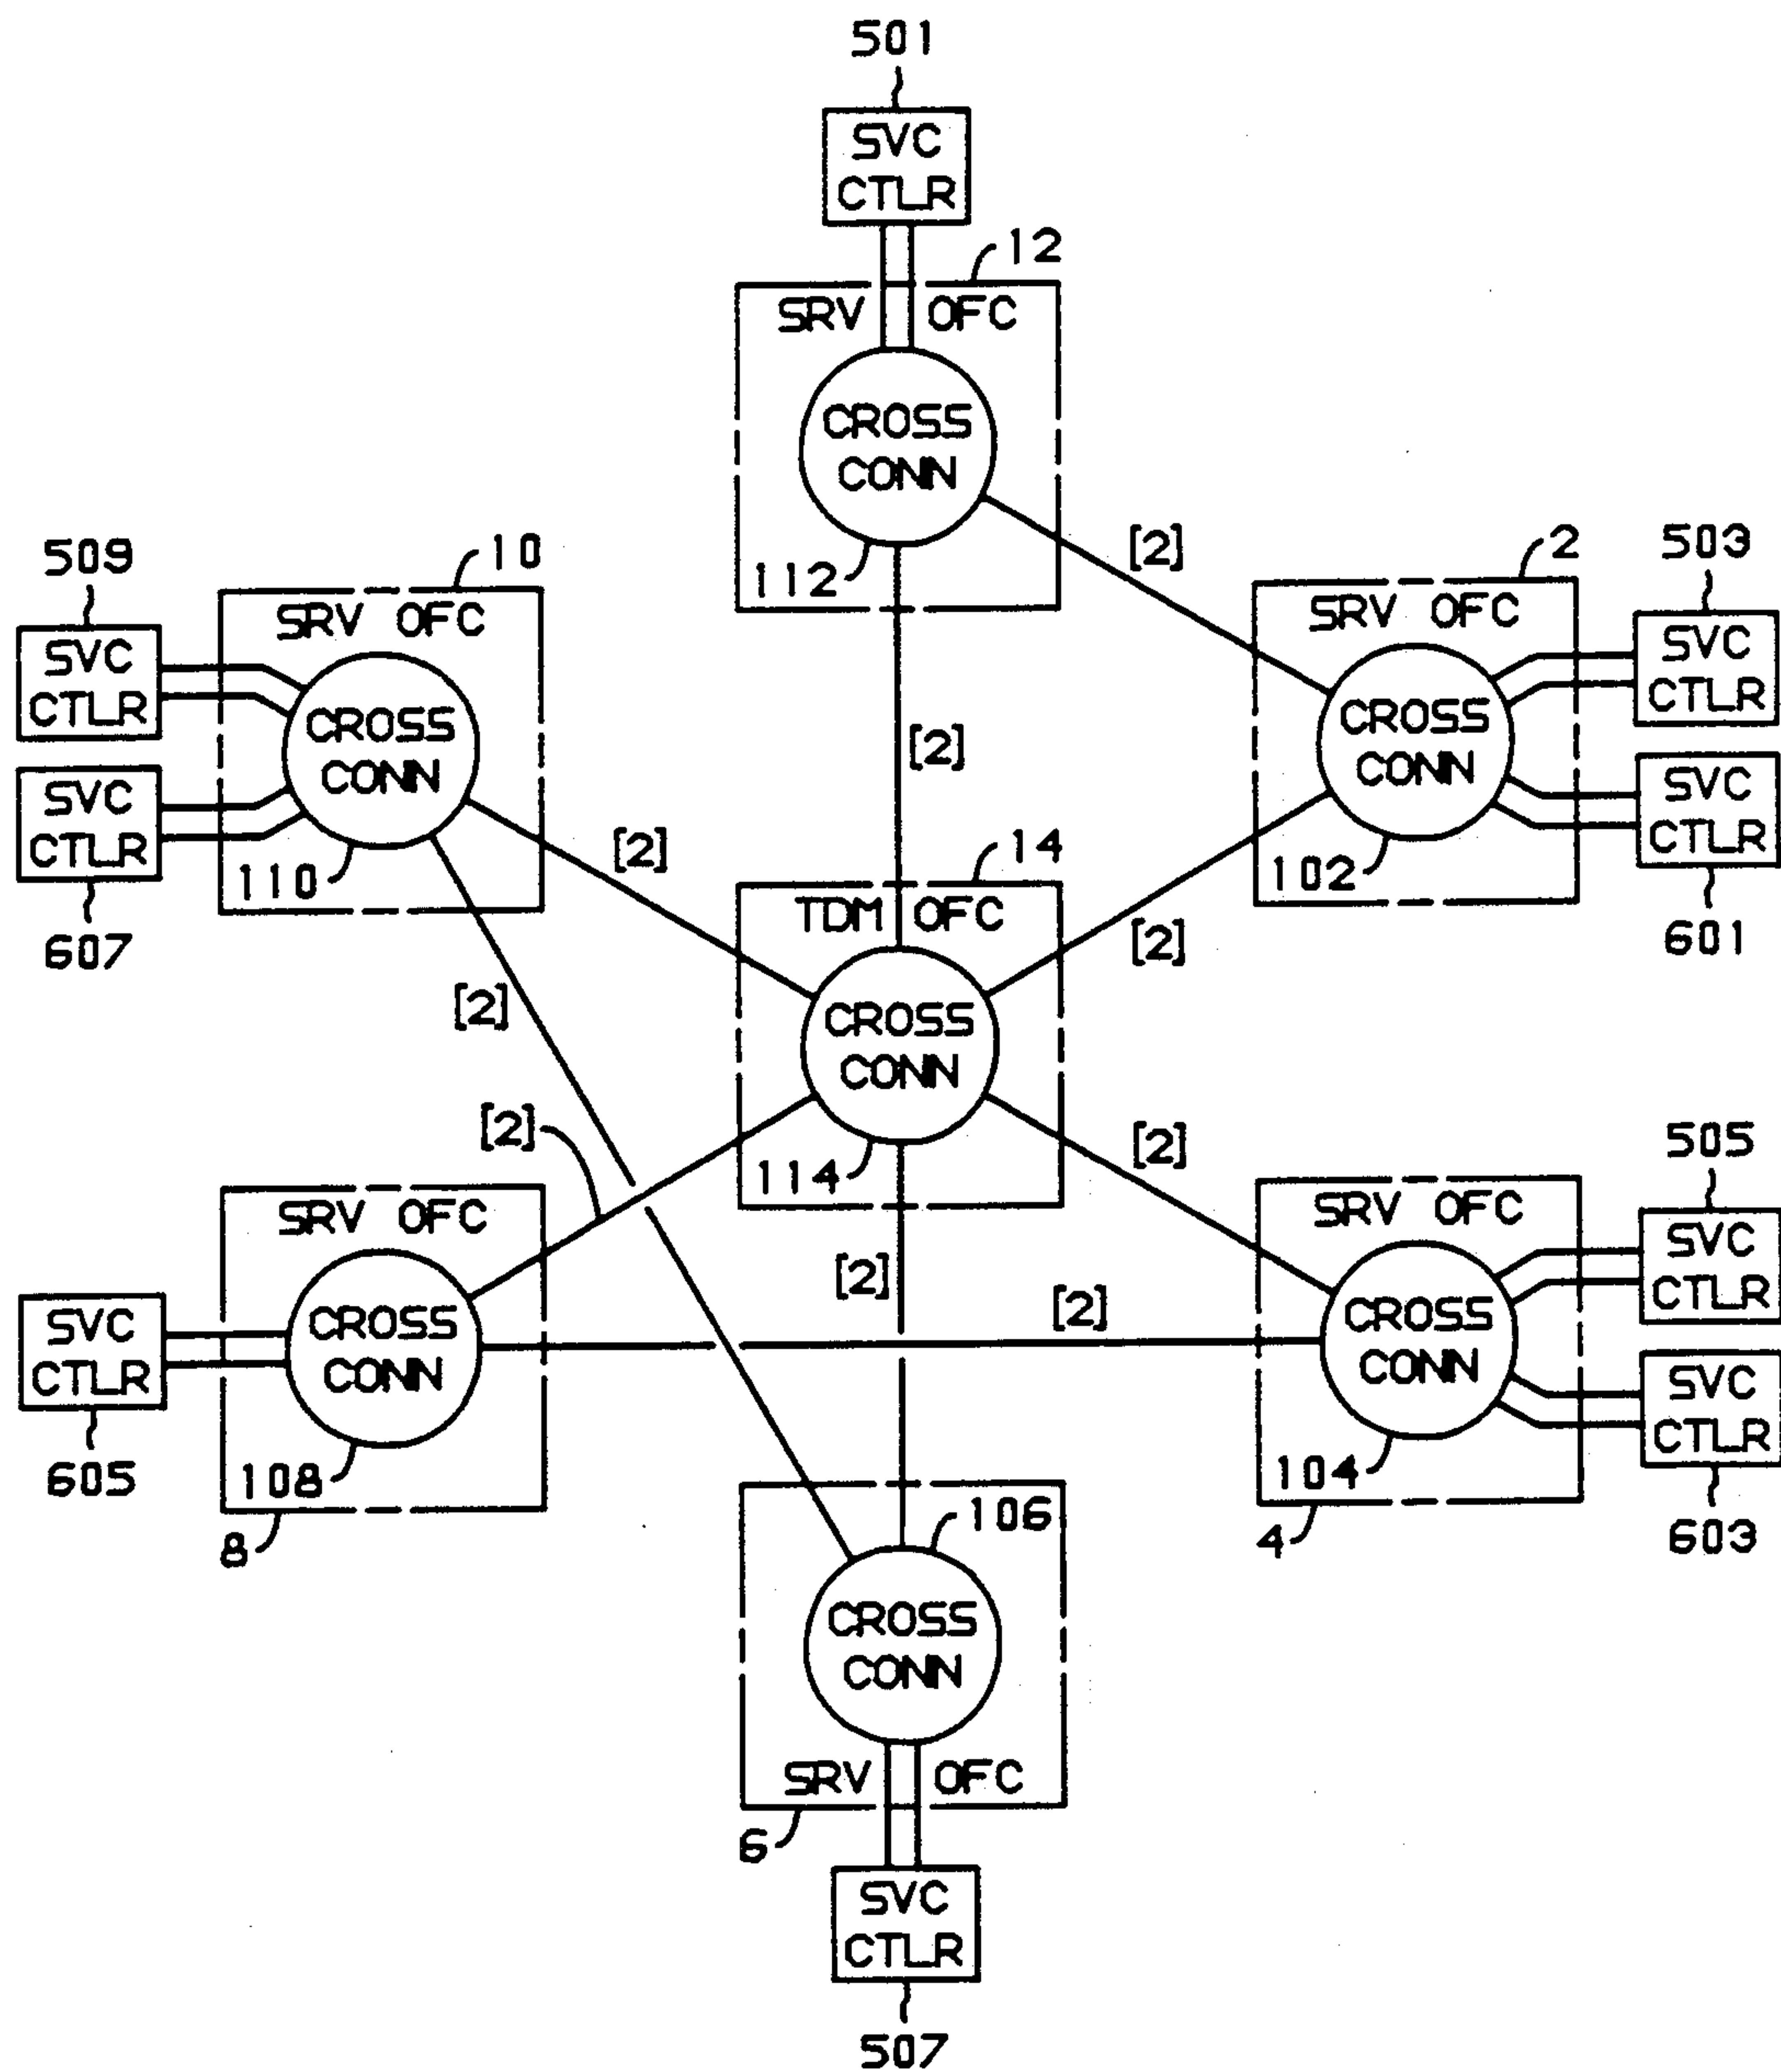 501
SVC
CTLR
12
SRV OFC
CROSS
CONN
112
[2]
509
10
2
503
SRV OFC
SRV OFC
SVC
CTLR
CROSS
CONN
[2]
CROSS
CONN
SVC
CTLR
SVC
CTLR
110
[2]
14
102
SVC
CTLR
607
TDM OFC
[2]
601
[2]
CROSS
CONN
[2]
114
[2]
505
SRV OFC
SRV OFC
SVC
CTLR
[2]
[2]
SVC
CTLR
CROSS
CONN
CROSS
CONN
SVC
CTLR
605
108
104
603
8
106
4
CROSS
CONN
SRV OFC
6
SVC
CTLR
507